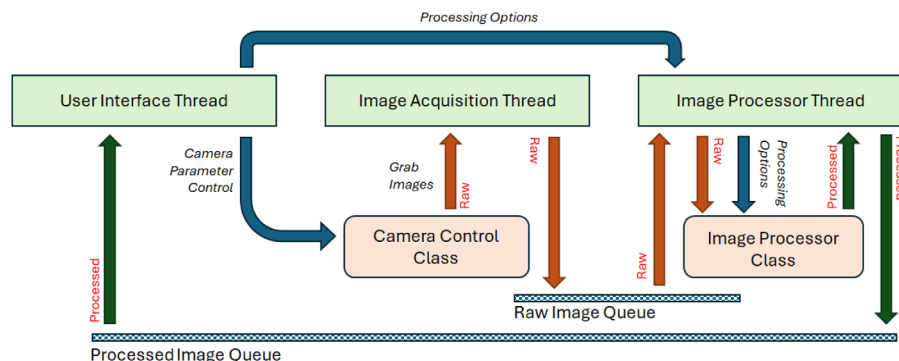 Processing Options
User Interface Thread
Image Acquisition Thread
Image Processor Thread
Camera
Parameter
Control
Grab
Images
Raw
Raw
Raw
Raw
Processing
Options
Processed
Processed
Camera Control
Class
Image Processor
Class
Processed
Raw Image Queue
Processed Image Queue